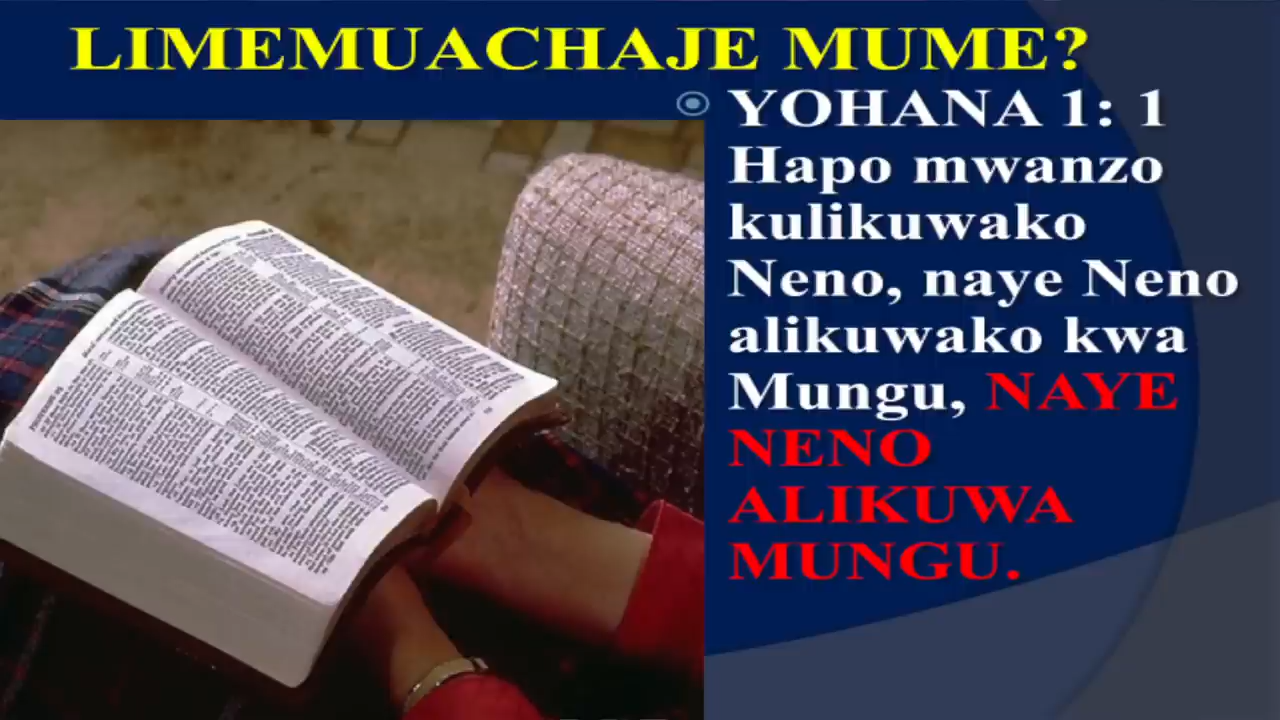 LIMEMUACHAJE MUME?
YOHANA 1: 1
Hapo mwanzo
kulikuwako
Neno, naye Neno
alikuwako kwa
Mungu, NAYE
NENO
ALIKUWA
MUNGU.